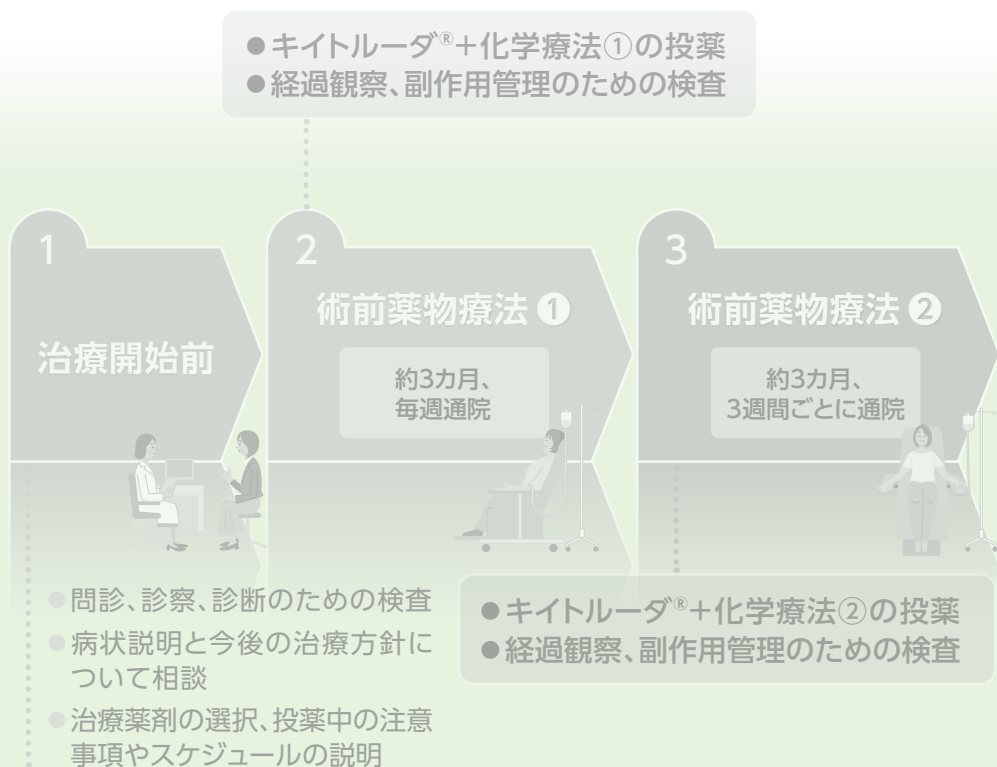 ●キイトルーダ®+化学療法①の投薬
●経過観察、副作用管理のための検査
1
治療開始前
2
術前薬物療法❶
約3カ月、
毎週通院
3
術前薬物療法❷
約3カ月、
3週間ごとに通院
●問診、診察、診断のための検査
●病状説明と今後の治療方針に
ついて相談
●治療薬剤の選択、投薬中の注意
事項やスケジュールの説明
●キイトルーダ®+化学療法②の投薬
●経過観察、副作用管理のための検査